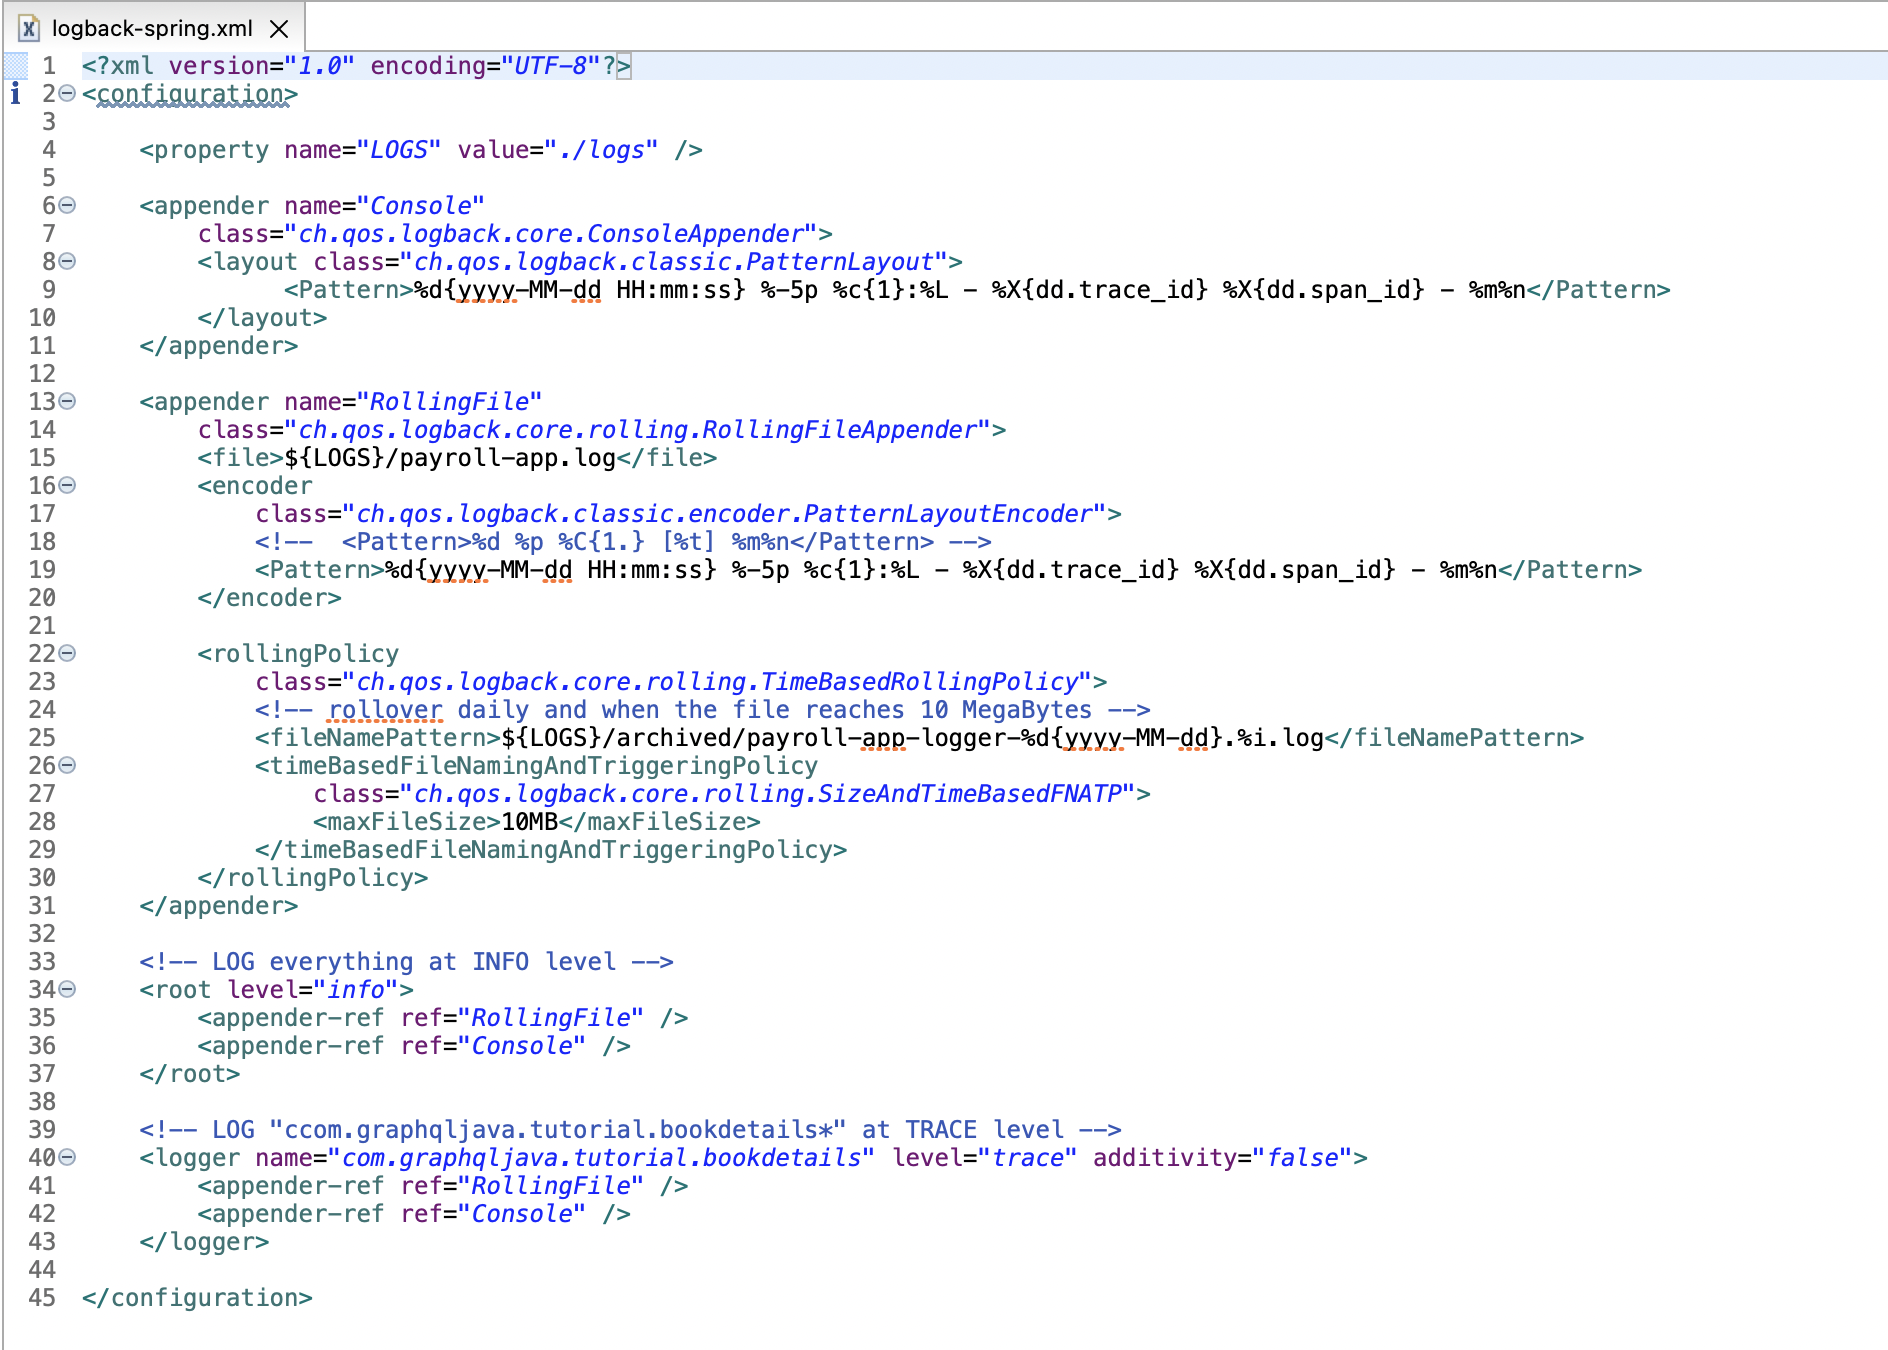 logback-spring.xml
1 <?xml version="1.0" encoding="UTF-8"?>
2 <configuration>
3
4 <property name="LOGS" value="./logs" />
5
6 <appender name="Console"
7 class="ch.qos.logback.core.ConsoleAppender">
8 <layout class="ch.qos.logback.classic.PatternLayout">
9 <Pattern>%d{yyyy-MM-dd HH:mm:ss} %-5p %c{1}:%L - %X{dd.trace_id} %X{dd.span_id} - %m%n</Pattern>
10 </layout>
11 </appender>
12
13 <appender name="RollingFile"
14 class="ch.qos.logback.core.rolling.RollingFileAppender">
15 <file>${LOGS}/payroll-app.log</file>
16 <encoder
17 class="ch.qos.logback.classic.encoder.PatternLayoutEncoder">
18 <!--  <Pattern>%d %p %C{1.} [%t] %m%n</Pattern> -->
19 <Pattern>%d{yyyy-MM-dd HH:mm:ss} %-5p %c{1}:%L - %X{dd.trace_id} %X{dd.span_id} - %m%n</Pattern>
20 </encoder>
21
22 <rollingPolicy
23 class="ch.qos.logback.core.rolling.TimeBasedRollingPolicy">
24 <!-- rollover daily and when the file reaches 10 MegaBytes -->
25 <fileNamePattern>${LOGS}/archived/payroll-app-logger-%d{yyyy-MM-dd}.%i.log</fileNamePattern>
26 <timeBasedFileNamingAndTriggeringPolicy
27 class="ch.qos.logback.core.rolling.SizeAndTimeBasedFNATP">
28 <maxFileSize>10MB</maxFileSize>
29 </timeBasedFileNamingAndTriggeringPolicy>
30 </rollingPolicy>
31 </appender>
32
33 <!-- LOG everything at INFO level -->
34 <root level="info">
35 <appender-ref ref="RollingFile" />
36 <appender-ref ref="Console" />
37 </root>
38
39 <!-- LOG "ccom.graphqljava.tutorial.bookdetails*" at TRACE level -->
40 <logger name="com.graphqljava.tutorial.bookdetails" level="trace" additivity="false">
41 <appender-ref ref="RollingFile" />
42 <appender-ref ref="Console" />
43 </logger>
44
45 </configuration>